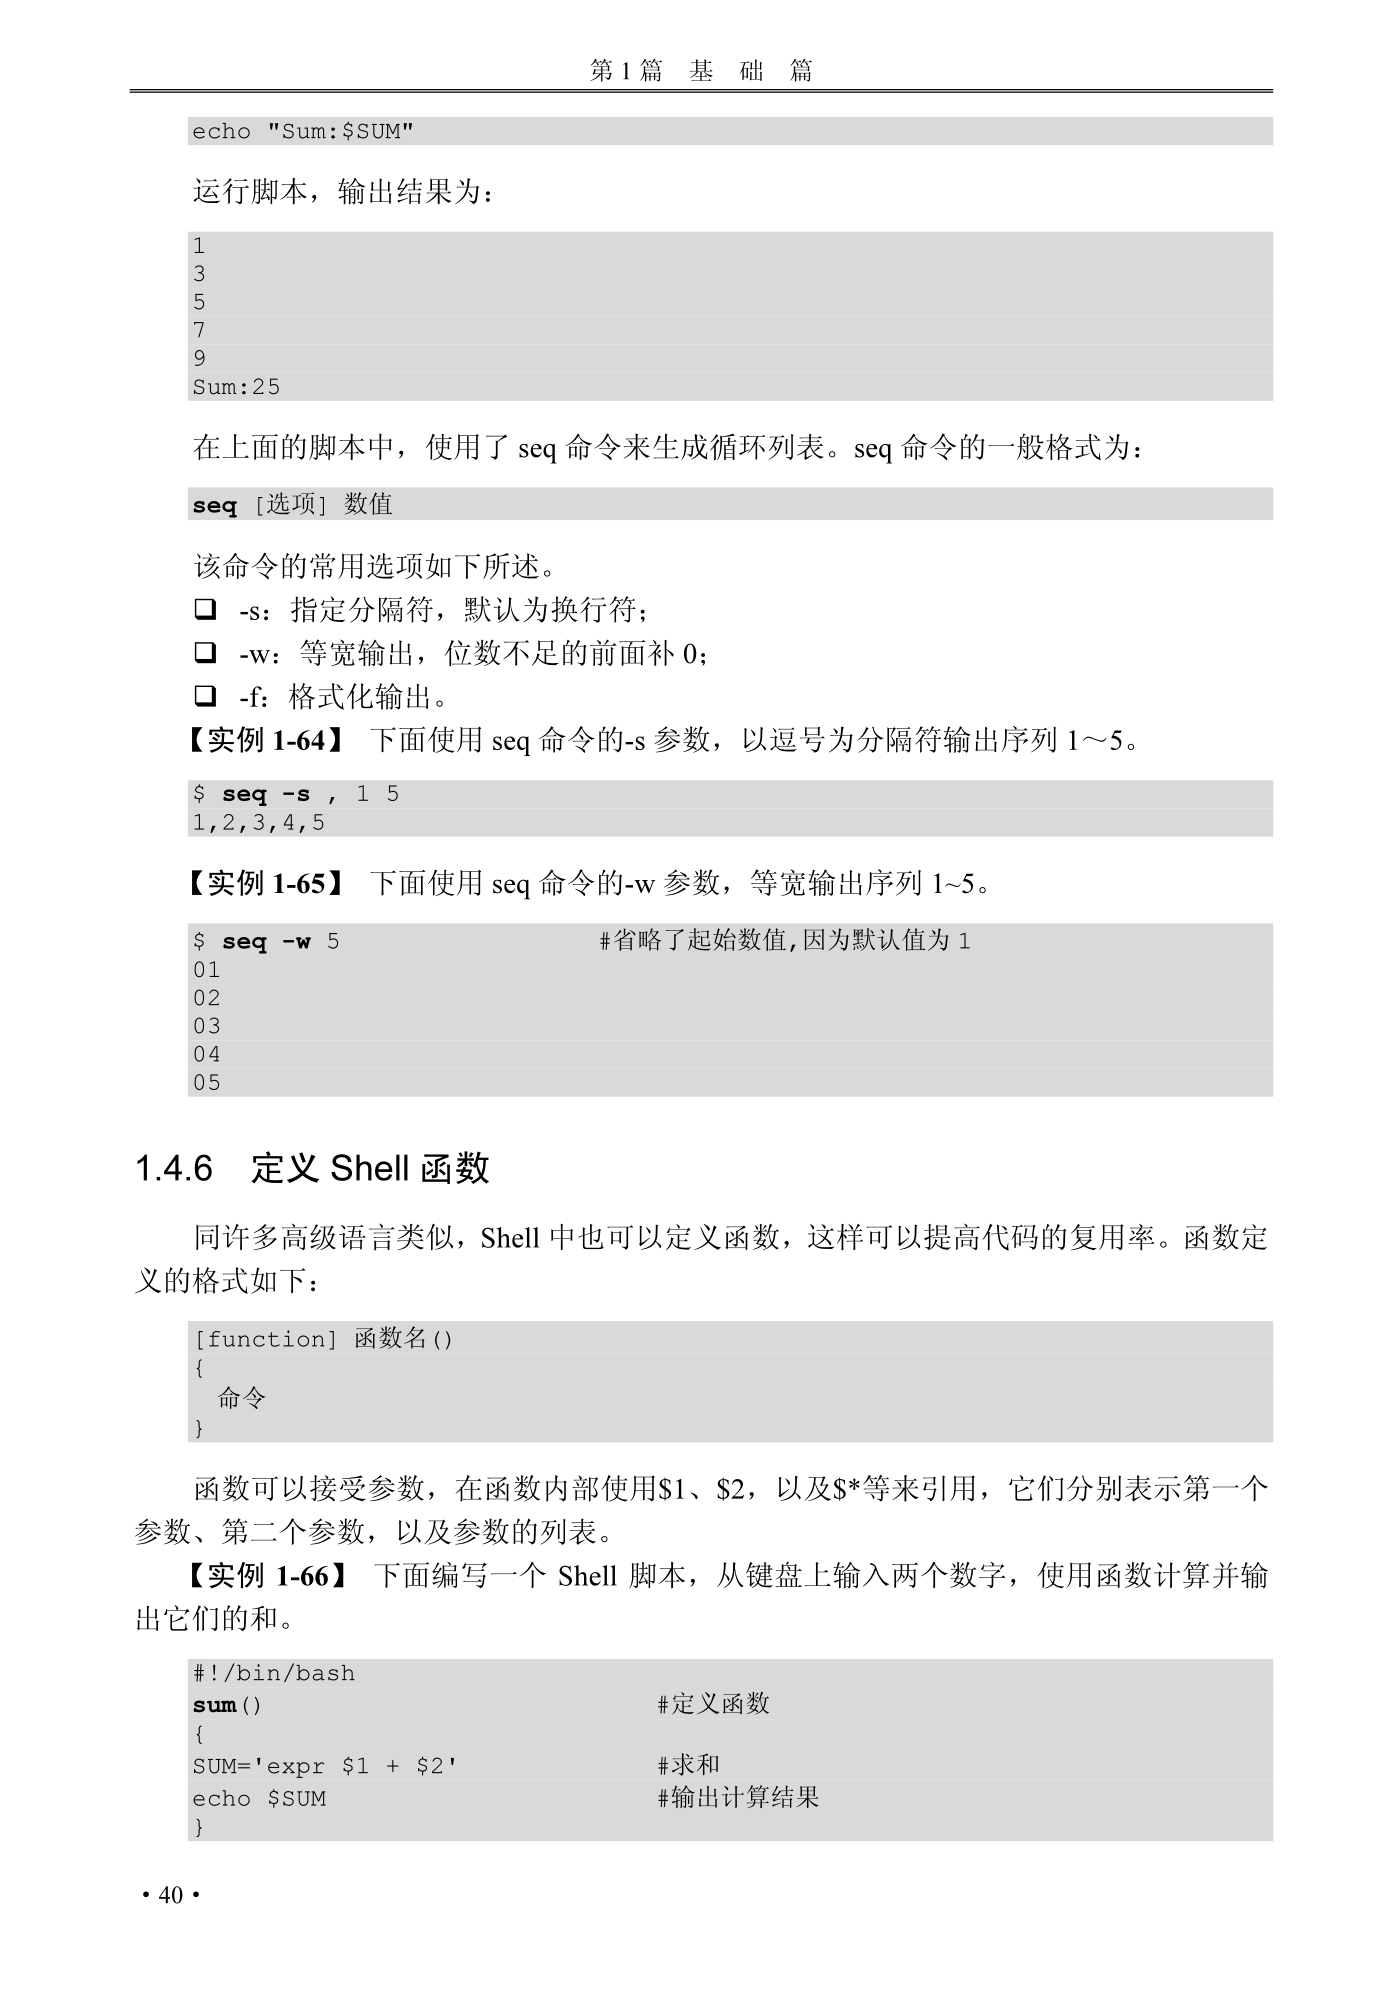 第 1 篇 基 础 篇
echo "Sum:$SUM"
运行脚本，输出结果为：
1
3
5
7
9
Sum:25
在上面的脚本中，使用了 seq 命令来生成循环列表。seq 命令的一般格式为：
seq [选项] 数值
该命令的常用选项如下所述。
❑ -s：指定分隔符，默认为换行符；
❑ -w：等宽输出，位数不足的前面补 0；
❑ -f：格式化输出。
【实例 1-64】 下面使用 seq 命令的-s 参数，以逗号为分隔符输出序列 1～5。
$ seq -s , 1 5
1,2,3,4,5
【实例 1-65】 下面使用 seq 命令的-w 参数，等宽输出序列 1~5。
$ seq -w 5 #省略了起始数值,因为默认值为 1
01
02
03
04
05
1.4.6 定义 Shell 函数
同许多高级语言类似，Shell 中也可以定义函数，这样可以提高代码的复用率。函数定
义的格式如下：
[function] 函数名()
{
命令
}
函数可以接受参数，在函数内部使用$1、$2，以及$*等来引用，它们分别表示第一个
参数、第二个参数，以及参数的列表。
【实例 1-66】 下面编写一个 Shell 脚本，从键盘上输入两个数字，使用函数计算并输
出它们的和。
#!/bin/bash
sum() #定义函数
{
SUM='expr $1 + $2' #求和
echo $SUM #输出计算结果
}
· 40 ·